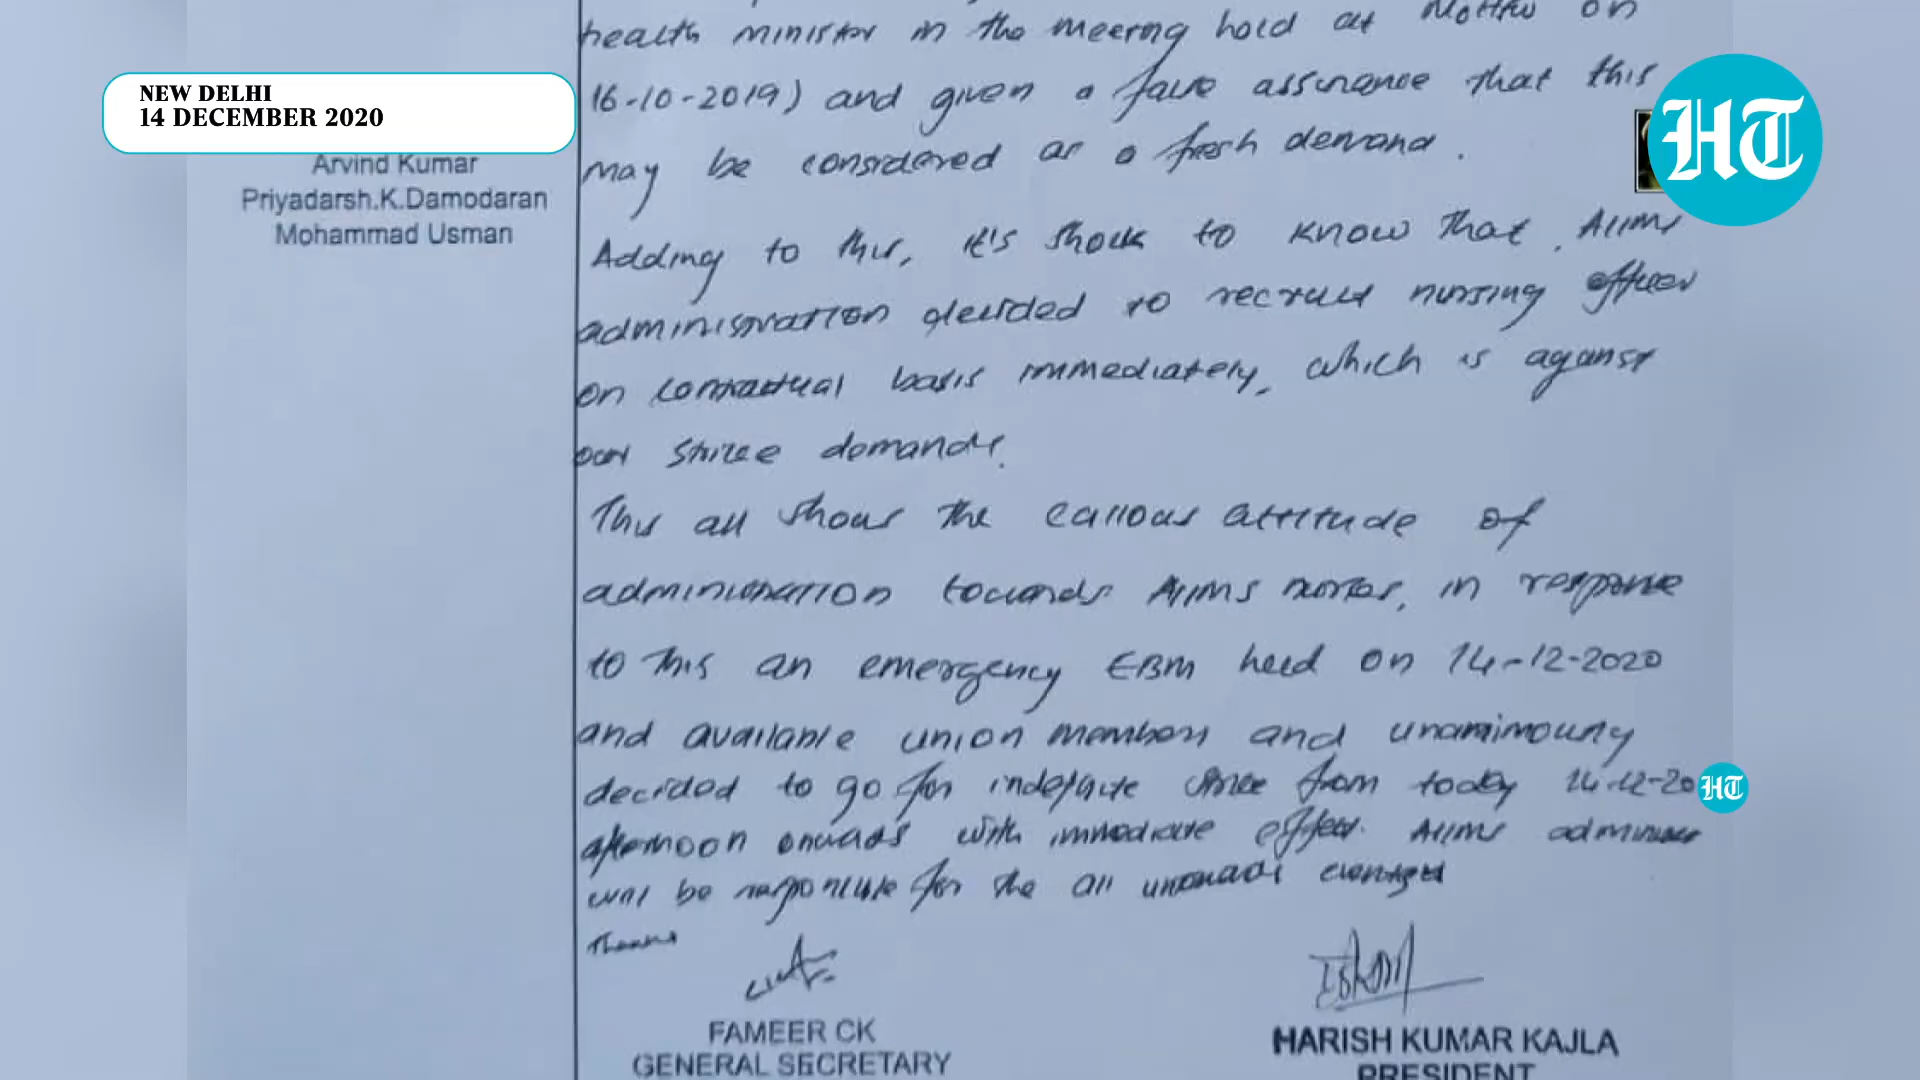 NEW DELHI
14 DECEMBER 2020
HT
Arvind Kumar
Priyadarsh.K.Damodaran
Mohammad Usman
health minister in the meeting hold at on
16-10-2019) and given a assurance that this
may be considered as a fresh demand.
Adding to this, it's shock to know that, AIIMS
administration decided to recruit nursing officer
on contractual basis immediately, which is against
our strike demands.
This all shows the callous attitude of
administration towards AIIMS nurses, in response
to this an emergency EBM held on 14-12-2020
and available union members and unanimously
decided to go for indefinite strike from today 14-12-20
HT
afternoon onwards with immediate effect. AIIMS
will be responsible for the all
Thanks
FAMEER CK
GENERAL SECRETARY
HARISH KUMAR KAJLA
PRESIDENT